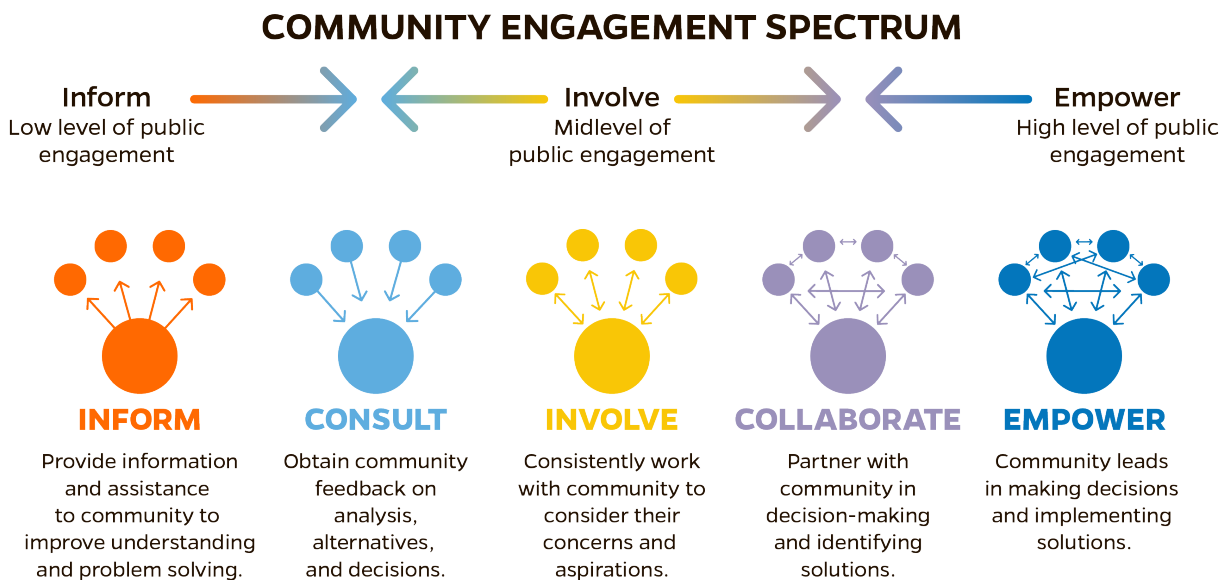 COMMUNITY ENGAGEMENT SPECTRUM
Inform
Low level of public
engagement
Involve
Midlevel of
public engagement
Empower
High level of public
engagement
INFORM
Provide information
and assistance
to community to
improve understanding
and problem solving.
CONSULT
Obtain community
feedback on
analysis,
alternatives,
and decisions.
INVOLVE
Consistently work
with community to
consider their
concerns and
aspirations.
COLLABORATE
Partner with
community in
decision-making
and identifying
solutions.
EMPOWER
Community leads
in making decisions
and implementing
solutions.